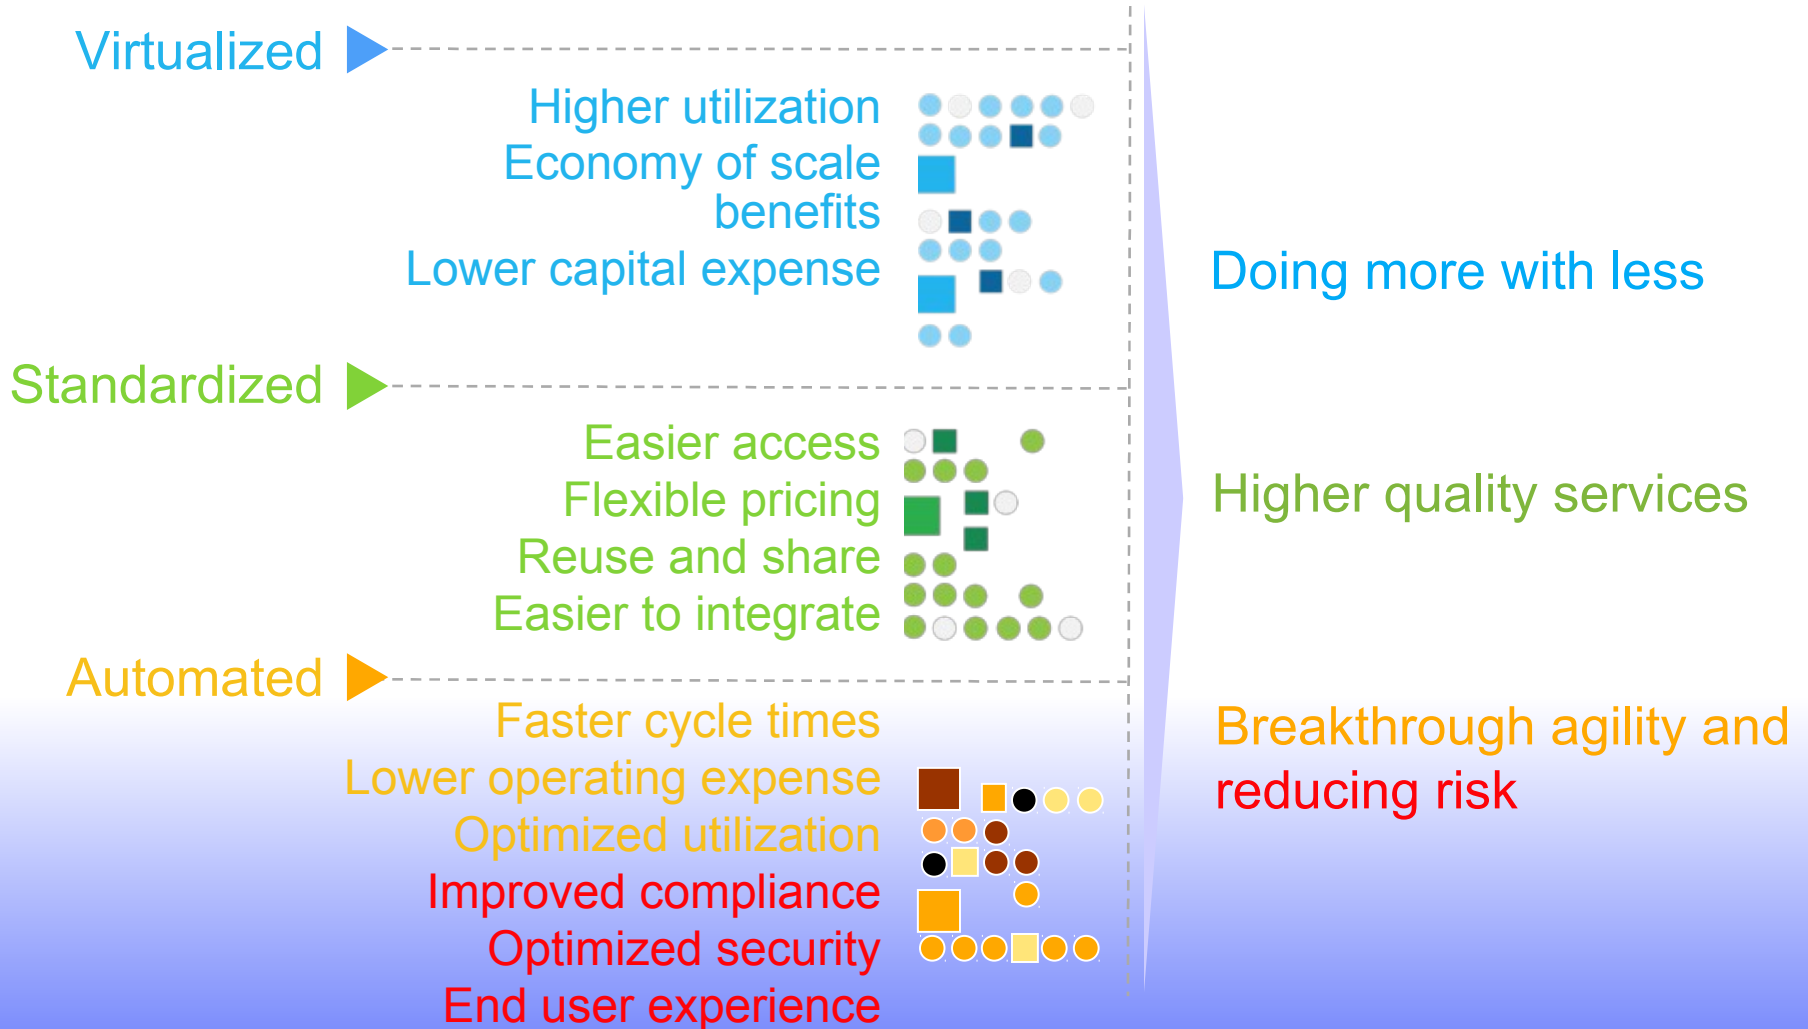 Virtualized
Higher utilization
Economy of scale
benefits
Lower capital expense
Doing more with less
Standardized
Easier access
Flexible pricing
Reuse and share
Easier to integrate
Higher quality services
Automated
Faster cycle times
Lower operating expense
Optimized utilization
Improved compliance
Optimized security
End user experience
Breakthrough agility and
reducing risk